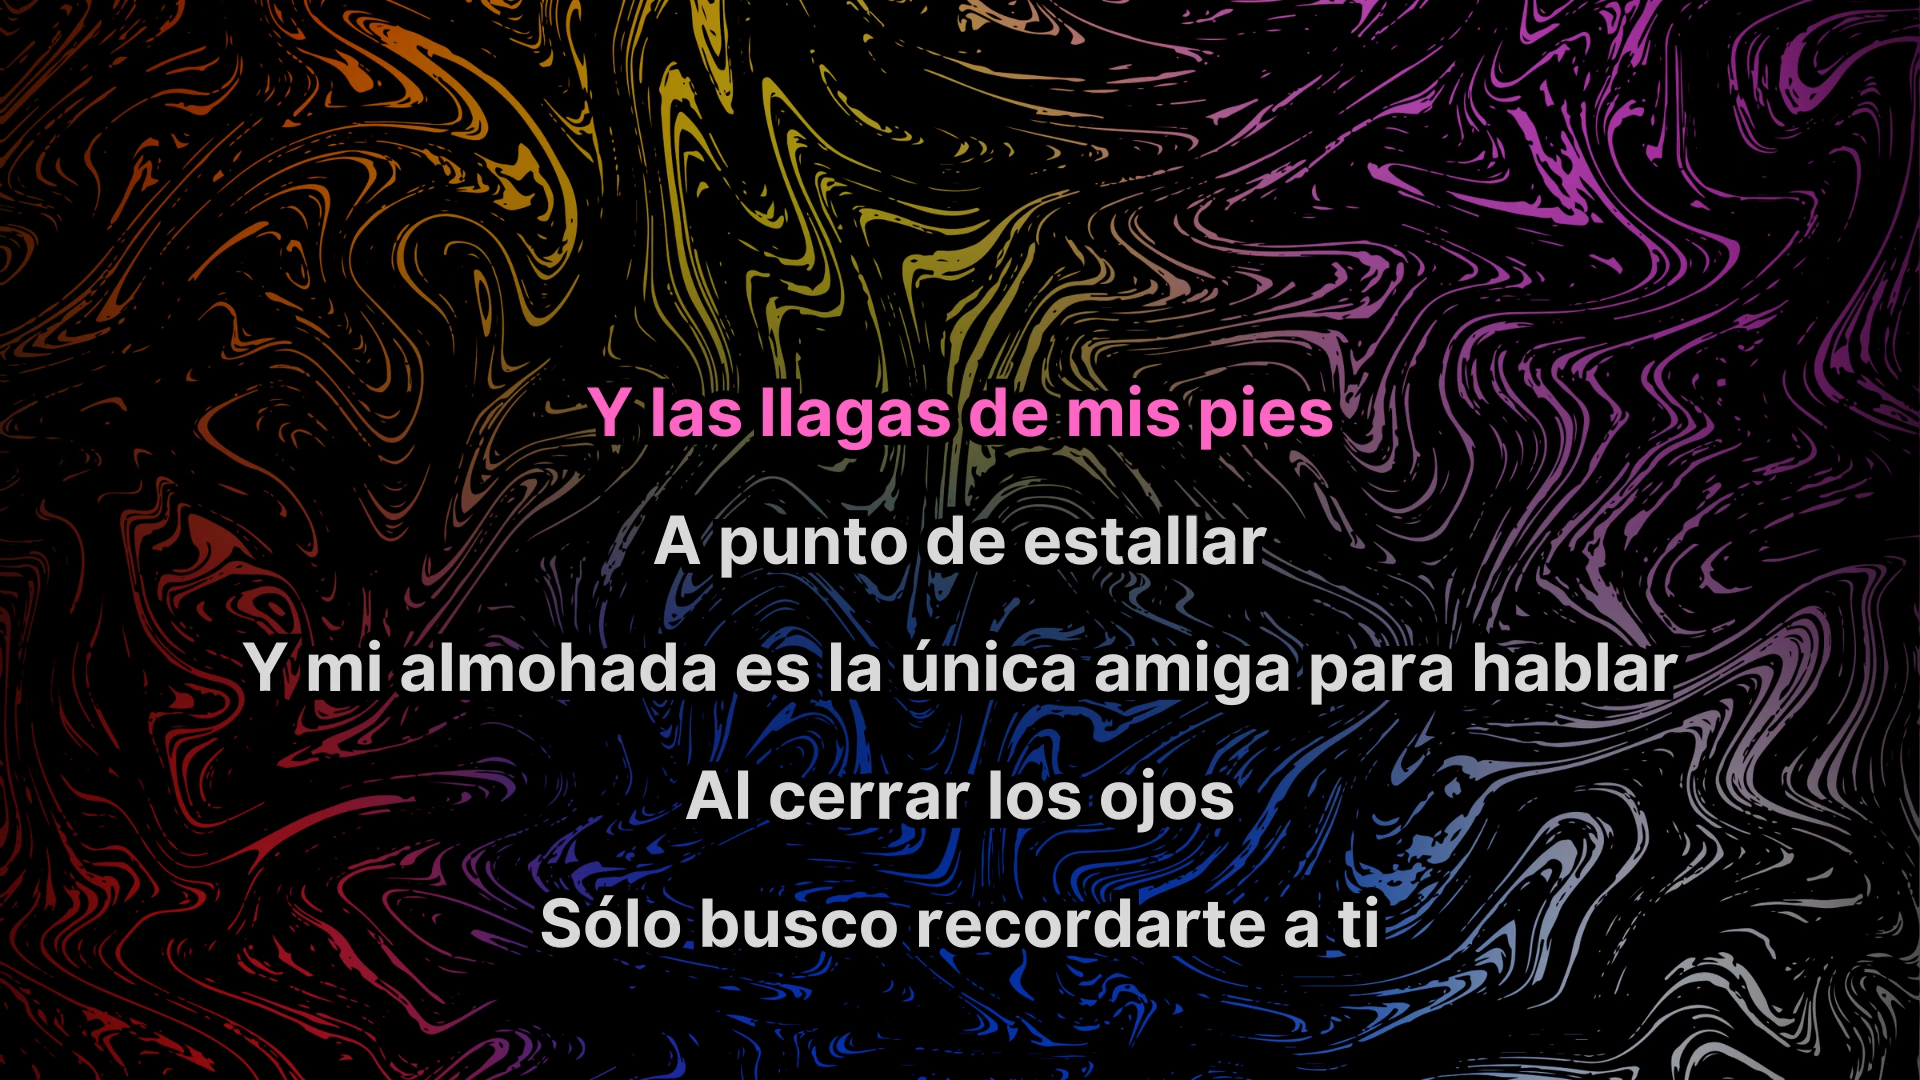 Y las llagas de mis pies
A punto de estallar
Y mi almohada es la única amiga para hablar
Al cerrar los ojos
Sólo busco recordarte a ti